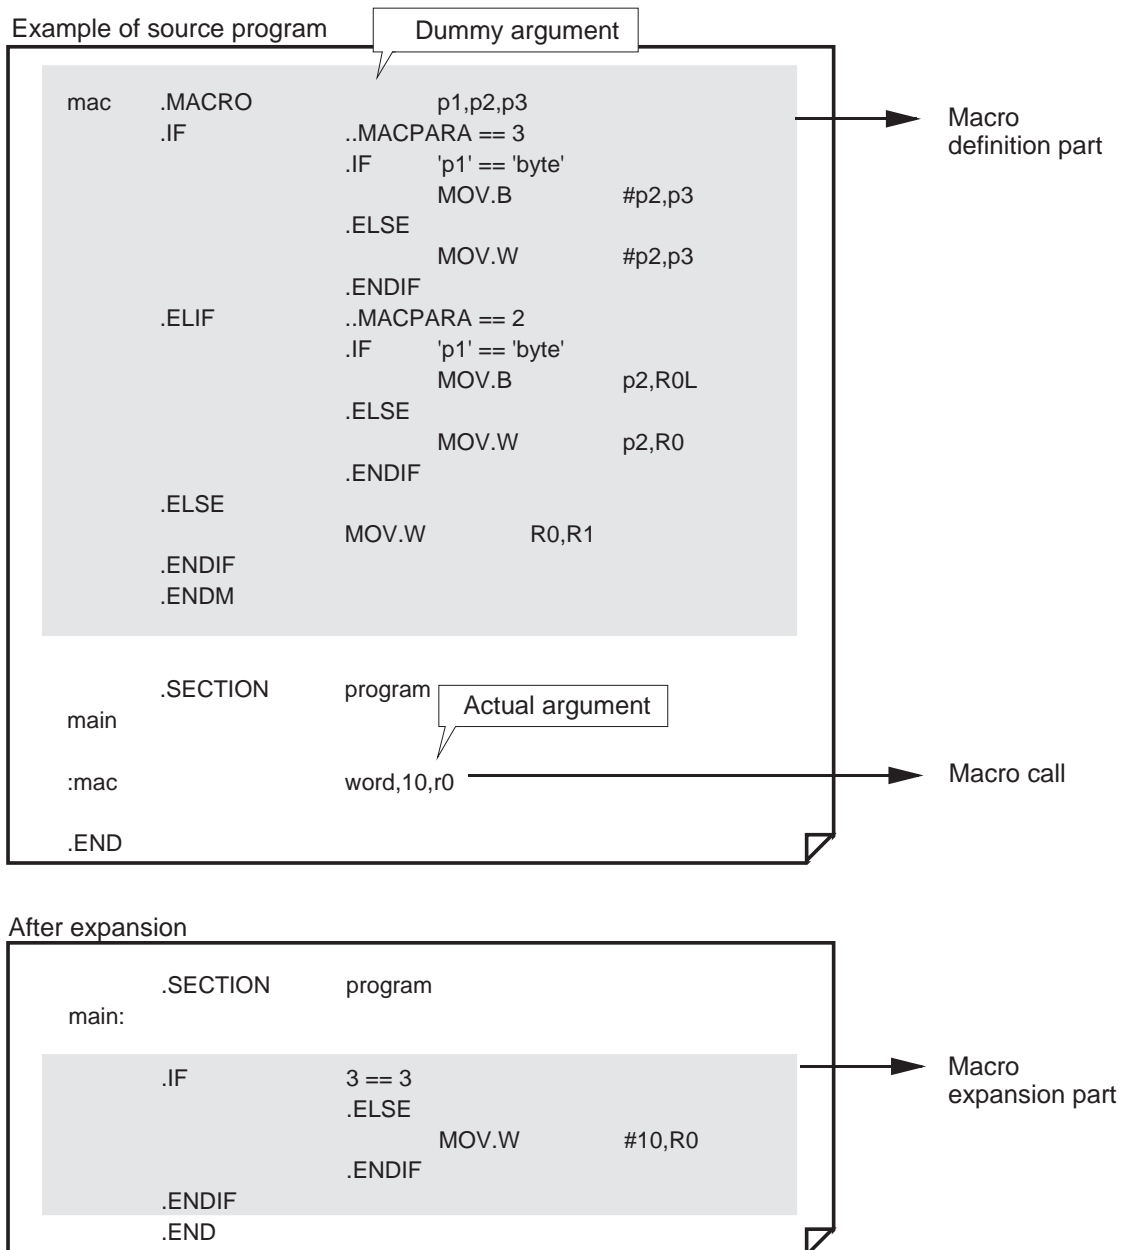 Example of source program
Dummy argument
mac .MACRO p1,p2,p3
.IF ..MACPARA == 3
.IF 'p1' == 'byte'
MOV.B #p2,p3
.ELSE
MOV.W #p2,p3
.ENDIF
.ELIF ..MACPARA == 2
.IF 'p1' == 'byte'
MOV.B p2,R0L
.ELSE
MOV.W p2,R0
.ENDIF
.ELSE
MOV.W R0,R1
.ENDIF
.ENDM
Macro
definition part
.SECTION program
Actual argument
main
:mac word,10,r0
Macro call
.END
After expansion
.SECTION program
main:
.IF 3 == 3
.ELSE
MOV.W #10,R0
.ENDIF
.ENDIF
.END
Macro
expansion part